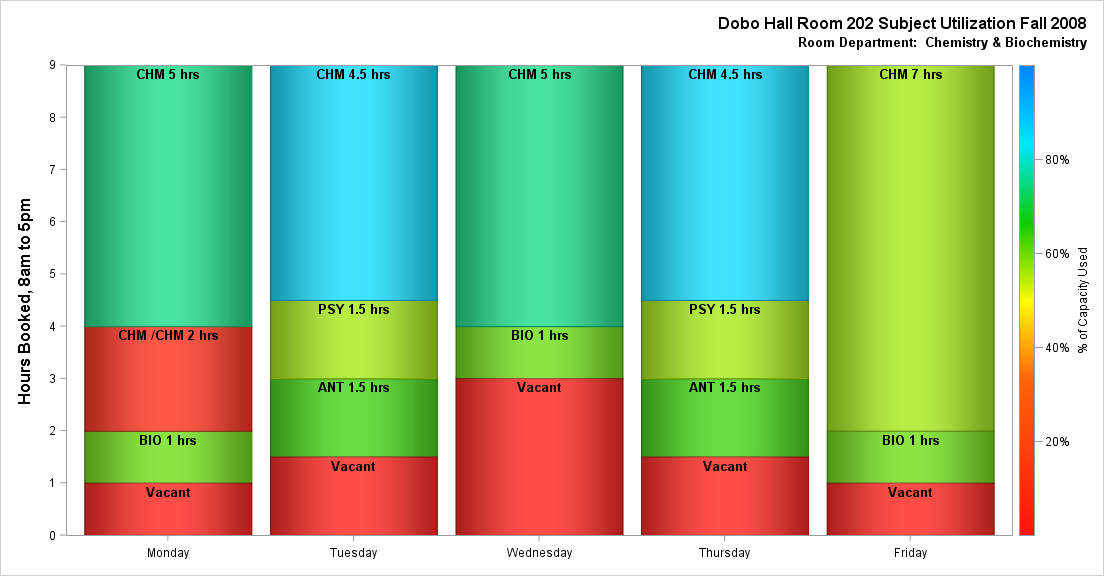 Dobo Hall Room 202 Subject Utilization Fall 2008
Room Department:  Chemistry & Biochemistry
Hours Booked, 8am to 5pm
9
8
7
6
5
4
3
2
1
0
CHM 5 hrs
CHM /CHM 2 hrs
BIO 1 hrs
Vacant
CHM 4.5 hrs
PSY 1.5 hrs
ANT 1.5 hrs
Vacant
CHM 5 hrs
BIO 1 hrs
Vacant
CHM 4.5 hrs
PSY 1.5 hrs
ANT 1.5 hrs
Vacant
CHM 7 hrs
BIO 1 hrs
Vacant
Monday
Tuesday
Wednesday
Thursday
Friday
80%
60%
40%
20%
% of Capacity Used